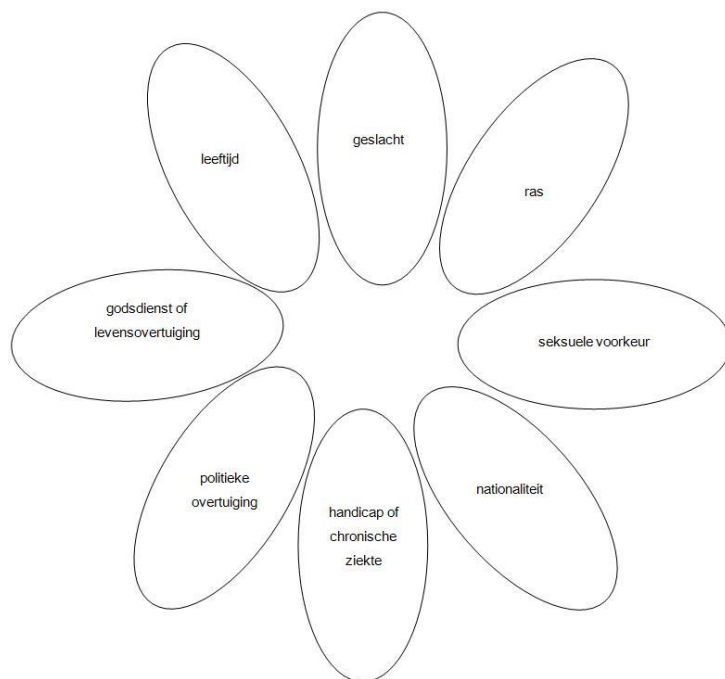 geslacht
leeftijd
ras
godsdienst of
levensovertuiging
seksuele voorkeur
politieke
overtuiging
nationaliteit
handicap of
chronische
ziekte